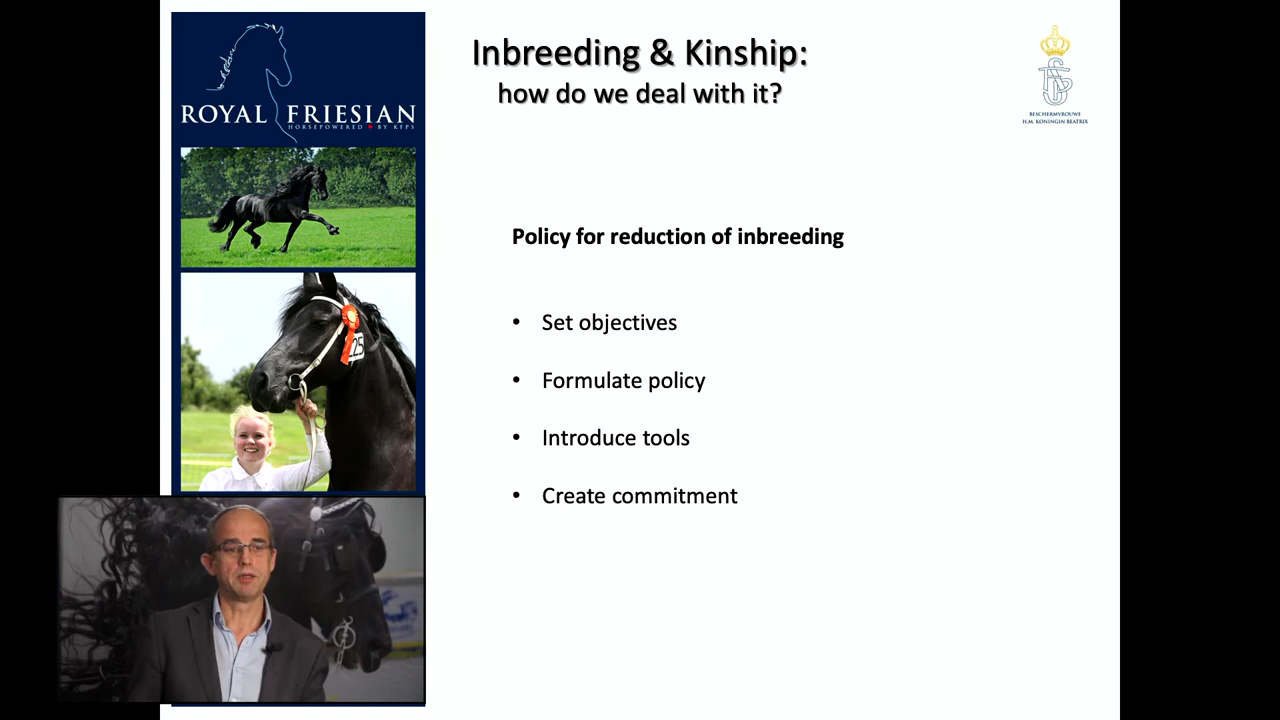 ROYAL FRIESIAN
HORSEPOWERED BY KFPS
Inbreeding & Kinship:
how do we deal with it?
BESCHERMVROUWE
H.M. KONINGIN BEATRIX
Policy for reduction of inbreeding
• Set objectives
• Formulate policy
• Introduce tools
• Create commitment
225